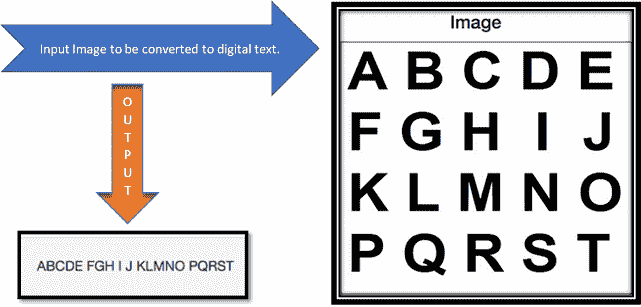 Input Image to be converted to digital text.
OUTPUT
ABCDE FGH I J KLMNO PQRST
Image
A B C D E
F G H I J
K L M N O
P Q R S T